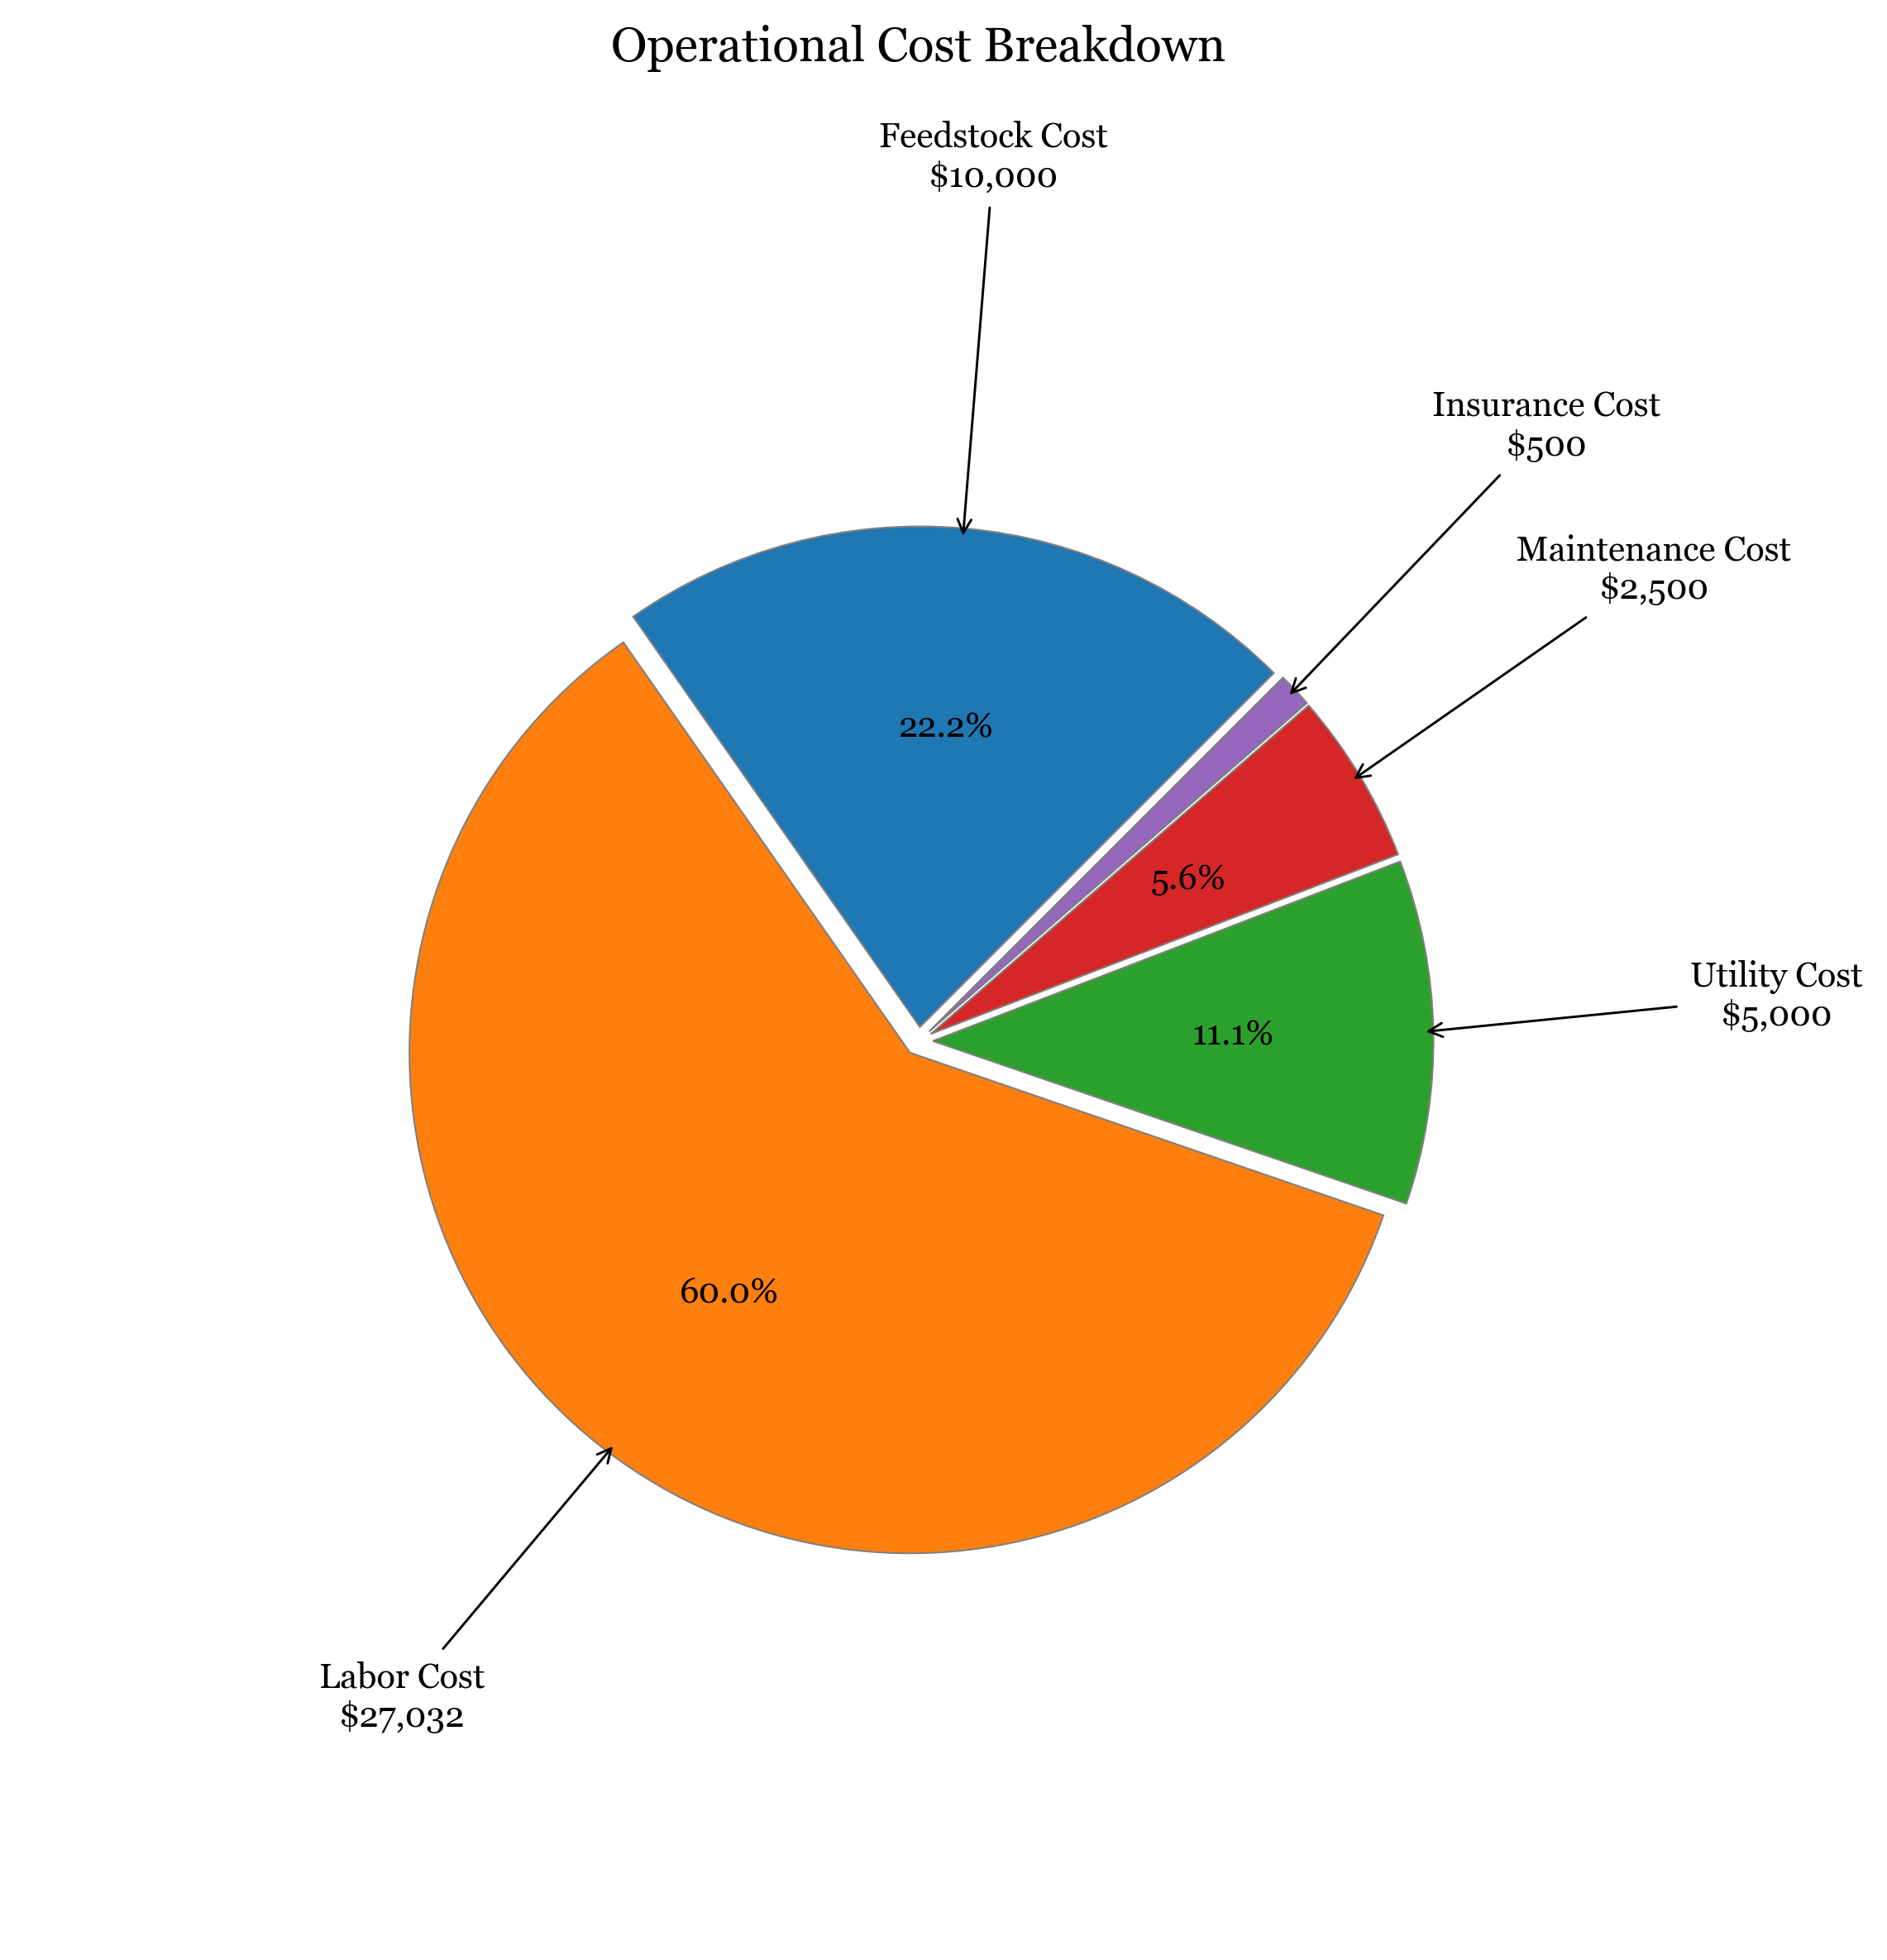 Operational Cost Breakdown
Feedstock Cost
$10,000
Insurance Cost
$500
Maintenance Cost
$2,500
22.2%
5.6%
Utility Cost
$5,000
11.1%
60.0%
Labor Cost
$27,032